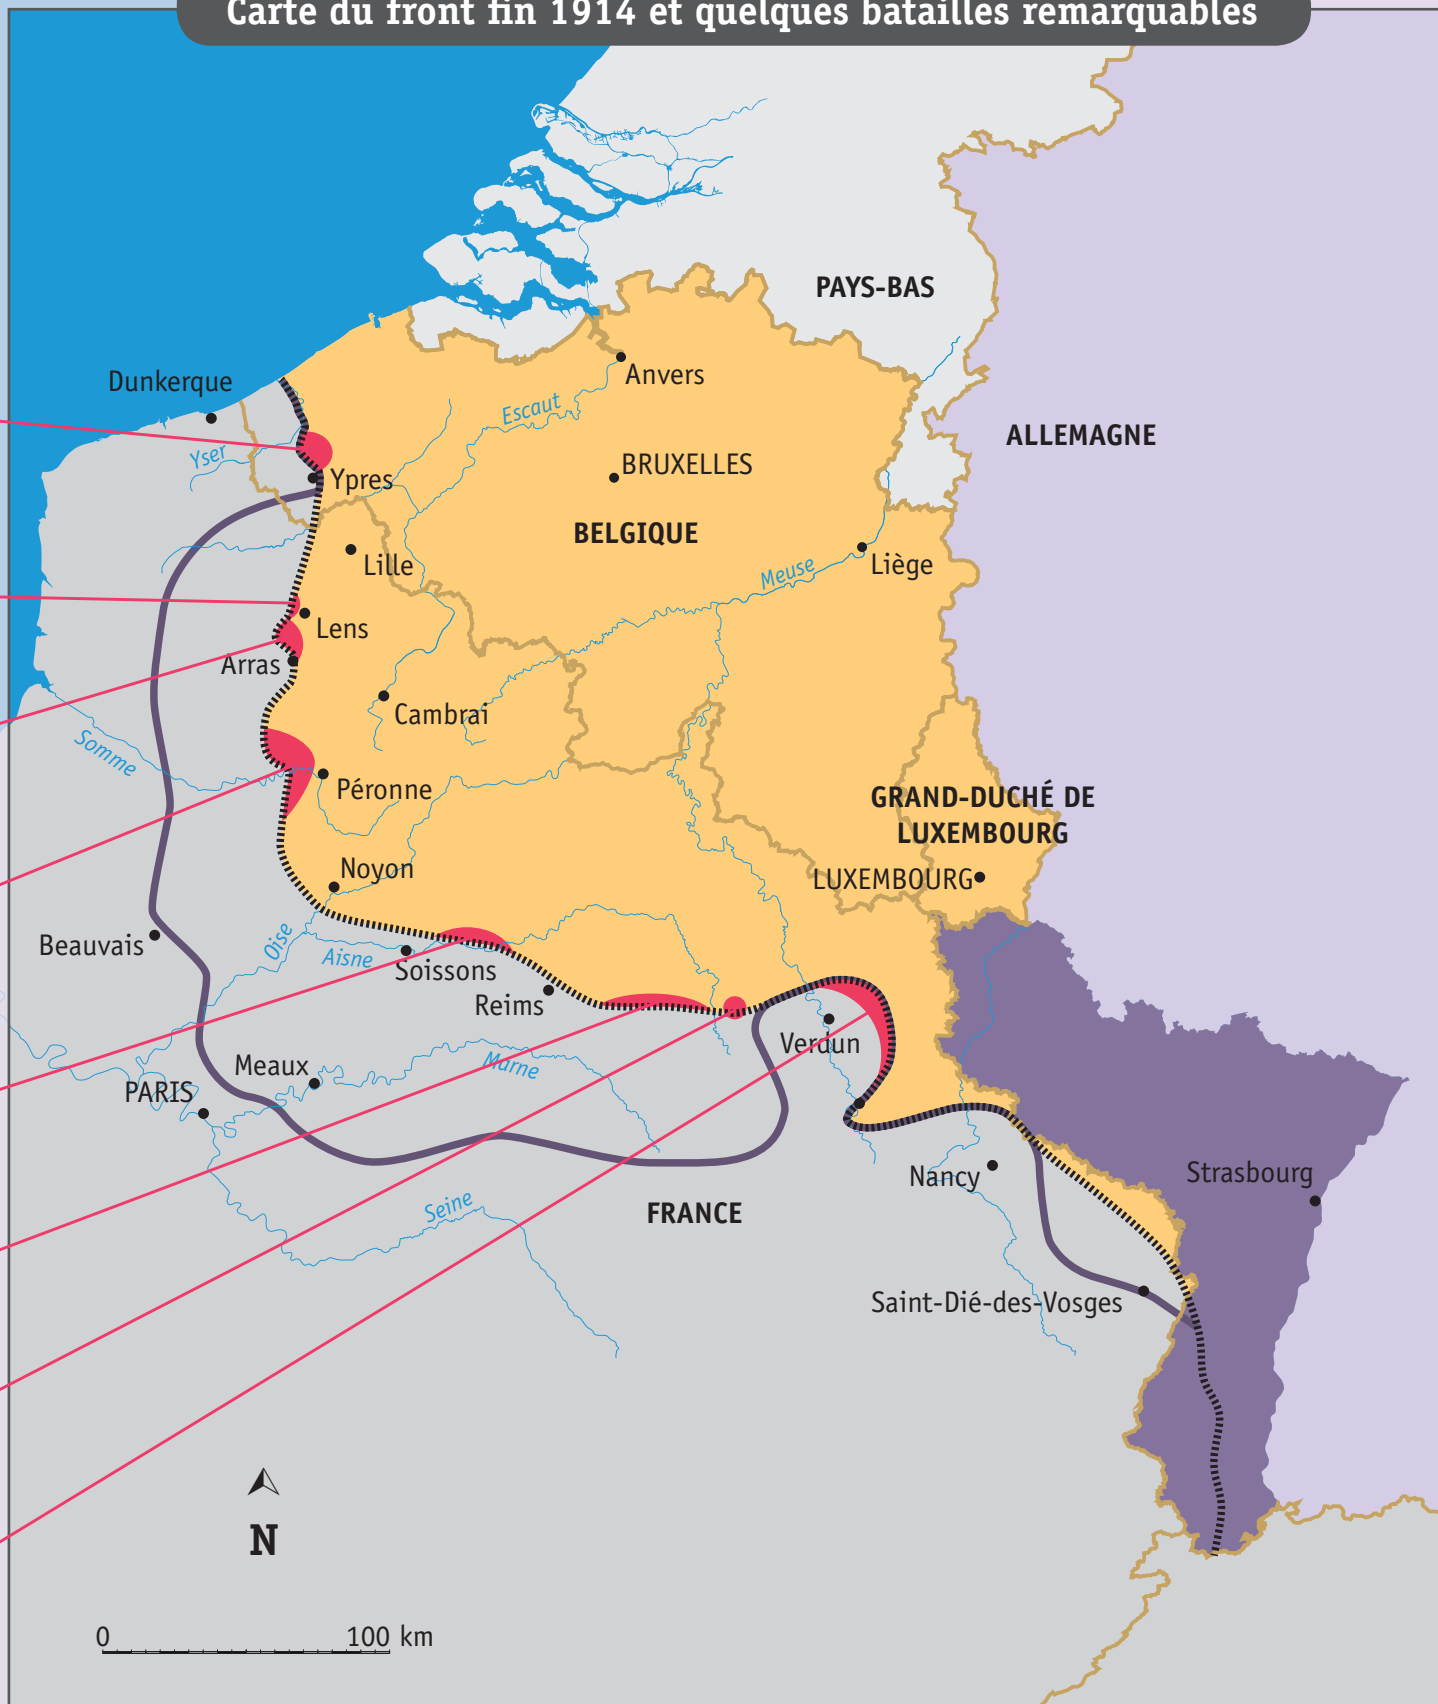 Carte du front fin 1914 et quelques batailles remarquables
PAYS-BAS
Dunkerque
Anvers
Escaut
ALLEMAGNE
Yser
BRUXELLES
Ypres
BELGIQUE
Lille
Meuse
Liège
Lens
Arras
Cambrai
Somme
Péronne
GRAND-DUCHÉ DE
LUXEMBOURG
Noyon
LUXEMBOURG
Beauvais
Oise
Aisne
Soissons
Reims
Verdun
Meaux
Marne
PARIS
Nancy
Strasbourg
Seine
FRANCE
Saint-Dié-des-Vosges
N
0 100 km